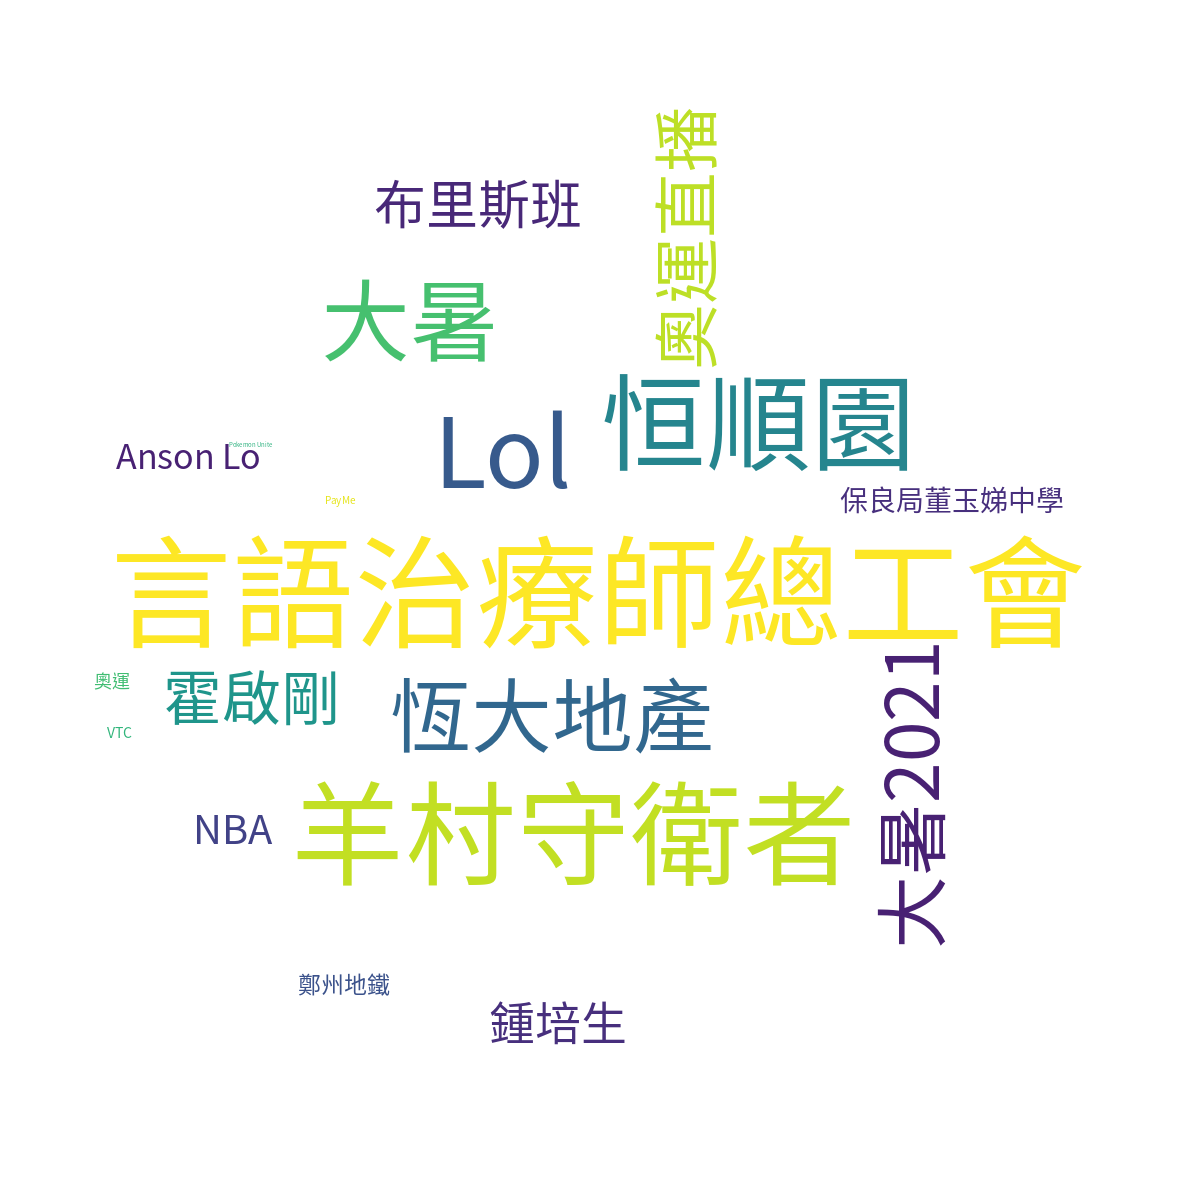 奧運直播
布里斯班
大暑
恒順園
Lol
Anson Lo
Pokemon Unite
PayMe
保良局董玉娣中學
言語治療師總工會
奧運
霍啟剛
恆大地產
大暑2021
VTC
羊村守衛者
NBA
鄭州地鐵
鍾培生